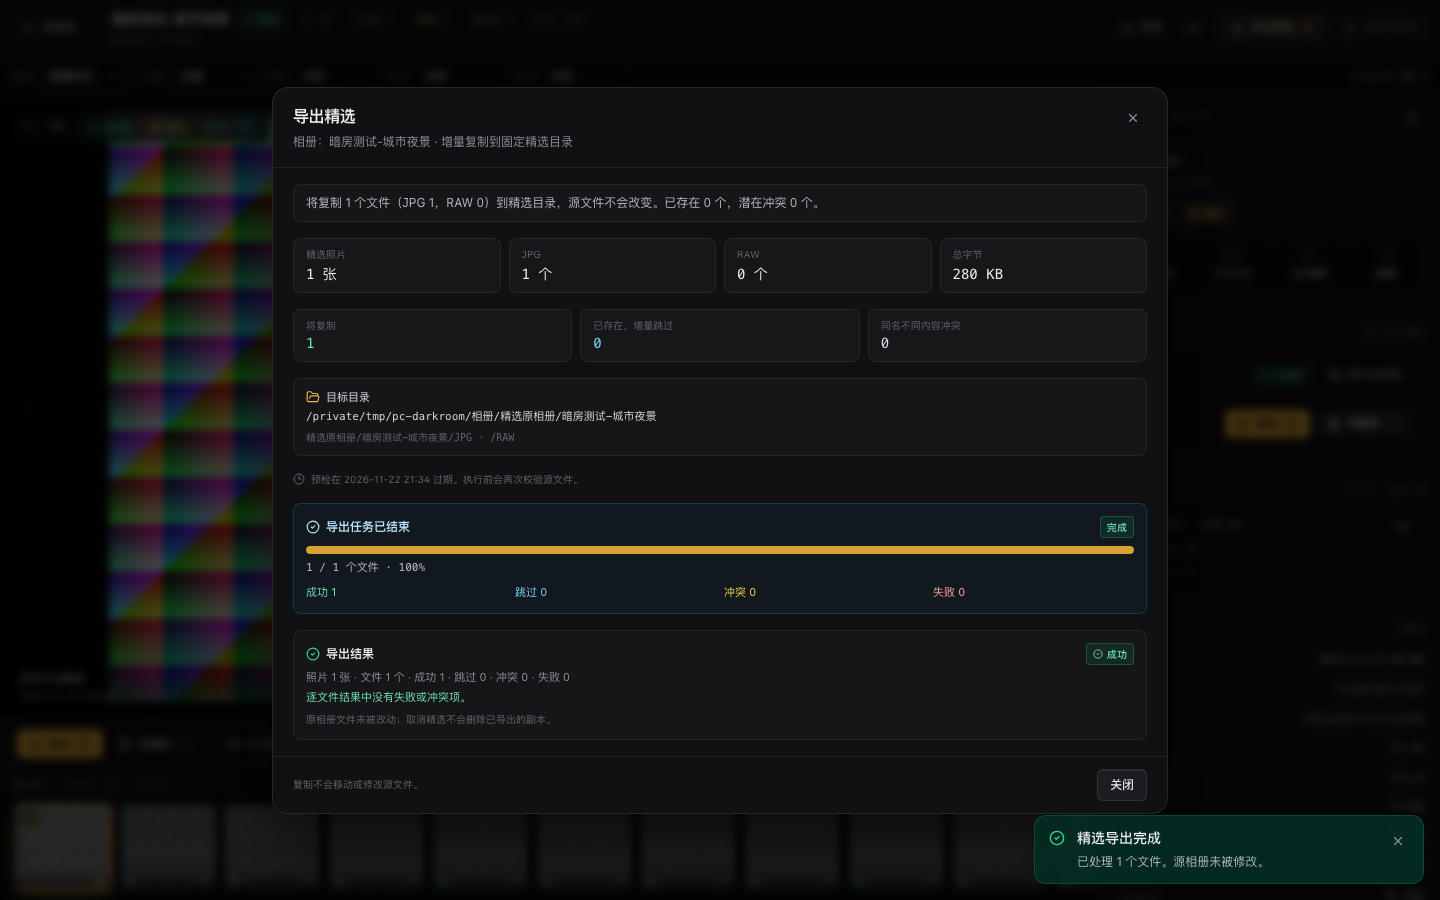 导出精选
相册：暗房测试-城市夜景 · 增量复制到固定精选目录
将复制 1 个文件（JPG 1，RAW 0）到精选目录，源文件不会改变。已存在 0 个，潜在冲突 0 个。
精选照片
1 张
JPG
1 个
RAW
0 个
总字节
280 KB
将复制
1
已存在，增量跳过
0
同名不同内容冲突
0
目标目录
/private/tmp/pc-darkroom/相册/精选原相册/暗房测试-城市夜景
精选原相册/暗房测试-城市夜景/JPG · /RAW
预检在 2026-11-22 21:34 过期。执行前会再次校验源文件。
导出任务已结束
完成
1 / 1 个文件 · 100%
成功 1
跳过 0
冲突 0
失败 0
导出结果
成功
照片 1 张 · 文件 1 个 · 成功 1 · 跳过 0 · 冲突 0 · 失败 0
逐文件结果中没有失败或冲突项。
原相册文件未被改动；取消精选不会删除已导出的副本。
复制不会移动或修改源文件。
关闭
精选导出完成
已处理 1 个文件。源相册未被修改。